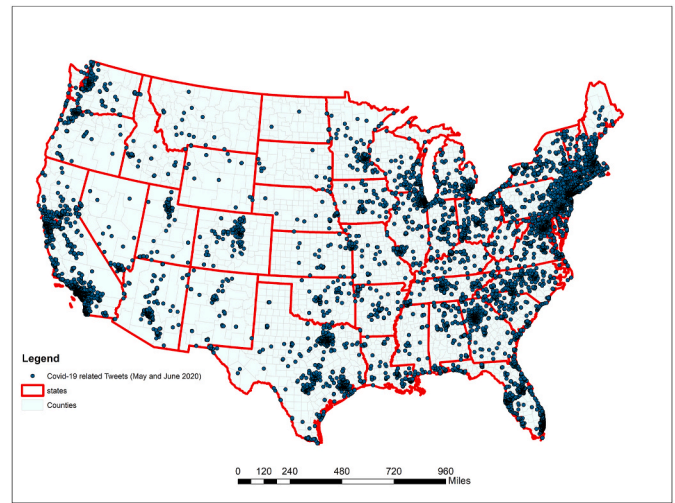 Legend
Covid-19 related Tweets (May and June 2020)
states
Counties
0 120 240 480 720 960
Miles